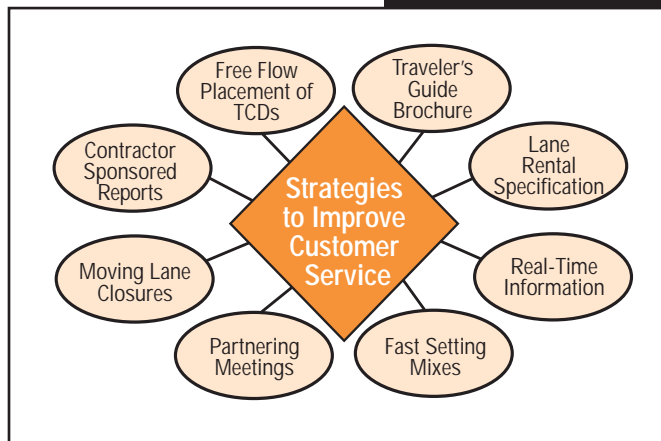 Free Flow
Placement of
TCDs
Traveler's
Guide
Brochure
Contractor
Sponsored
Reports
Lane
Rental
Specification
Strategies
to Improve
Customer
Service
Moving Lane
Closures
Real-Time
Information
Partnering
Meetings
Fast Setting
Mixes